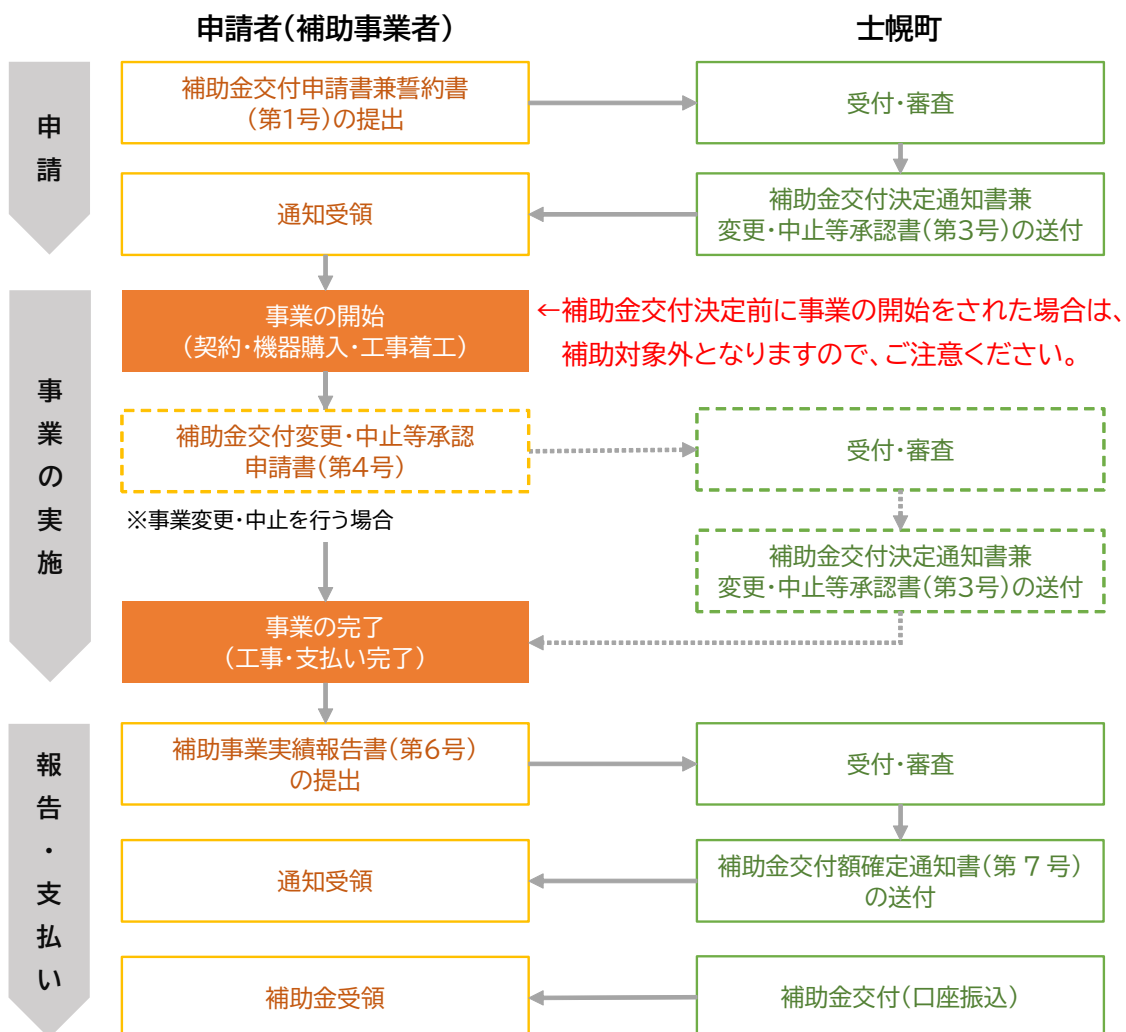 申請者(補助事業者)
士幌町
申請
補助金交付申請書兼誓約書
(第1号)の提出
受付・審査
通知受領
補助金交付決定通知書兼
変更・中止等承認書(第3号)の送付
事業の実施
事業の開始
(契約・機器購入・工事着工)
←補助金交付決定前に事業の開始をされた場合は、
補助対象外となりますので、ご注意ください。
補助金交付変更・中止等承認
申請書(第4号)
受付・審査
※事業変更・中止を行う場合
補助金交付決定通知書兼
変更・中止等承認書(第3号)の送付
事業の完了
(工事・支払い完了)
報告・支払い
補助事業実績報告書(第6号)
の提出
受付・審査
通知受領
補助金交付額確定通知書(第 7 号)
の送付
補助金受領
補助金交付(口座振込)